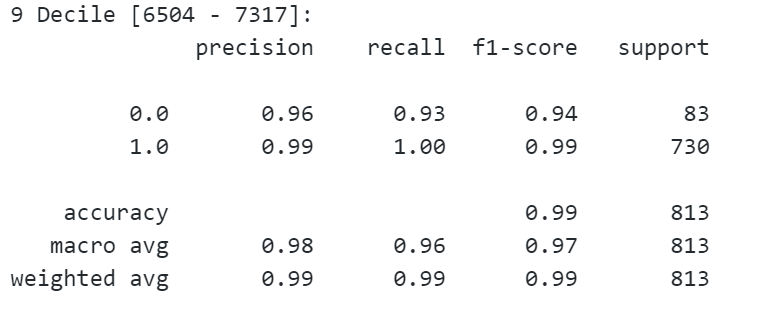 9 Decile [6504 - 7317]:
precision recall f1-score support
0.0 0.96 0.93 0.94 83
1.0 0.99 1.00 0.99 730
accuracy 0.99 813
macro avg 0.98 0.96 0.97 813
weighted avg 0.99 0.99 0.99 813